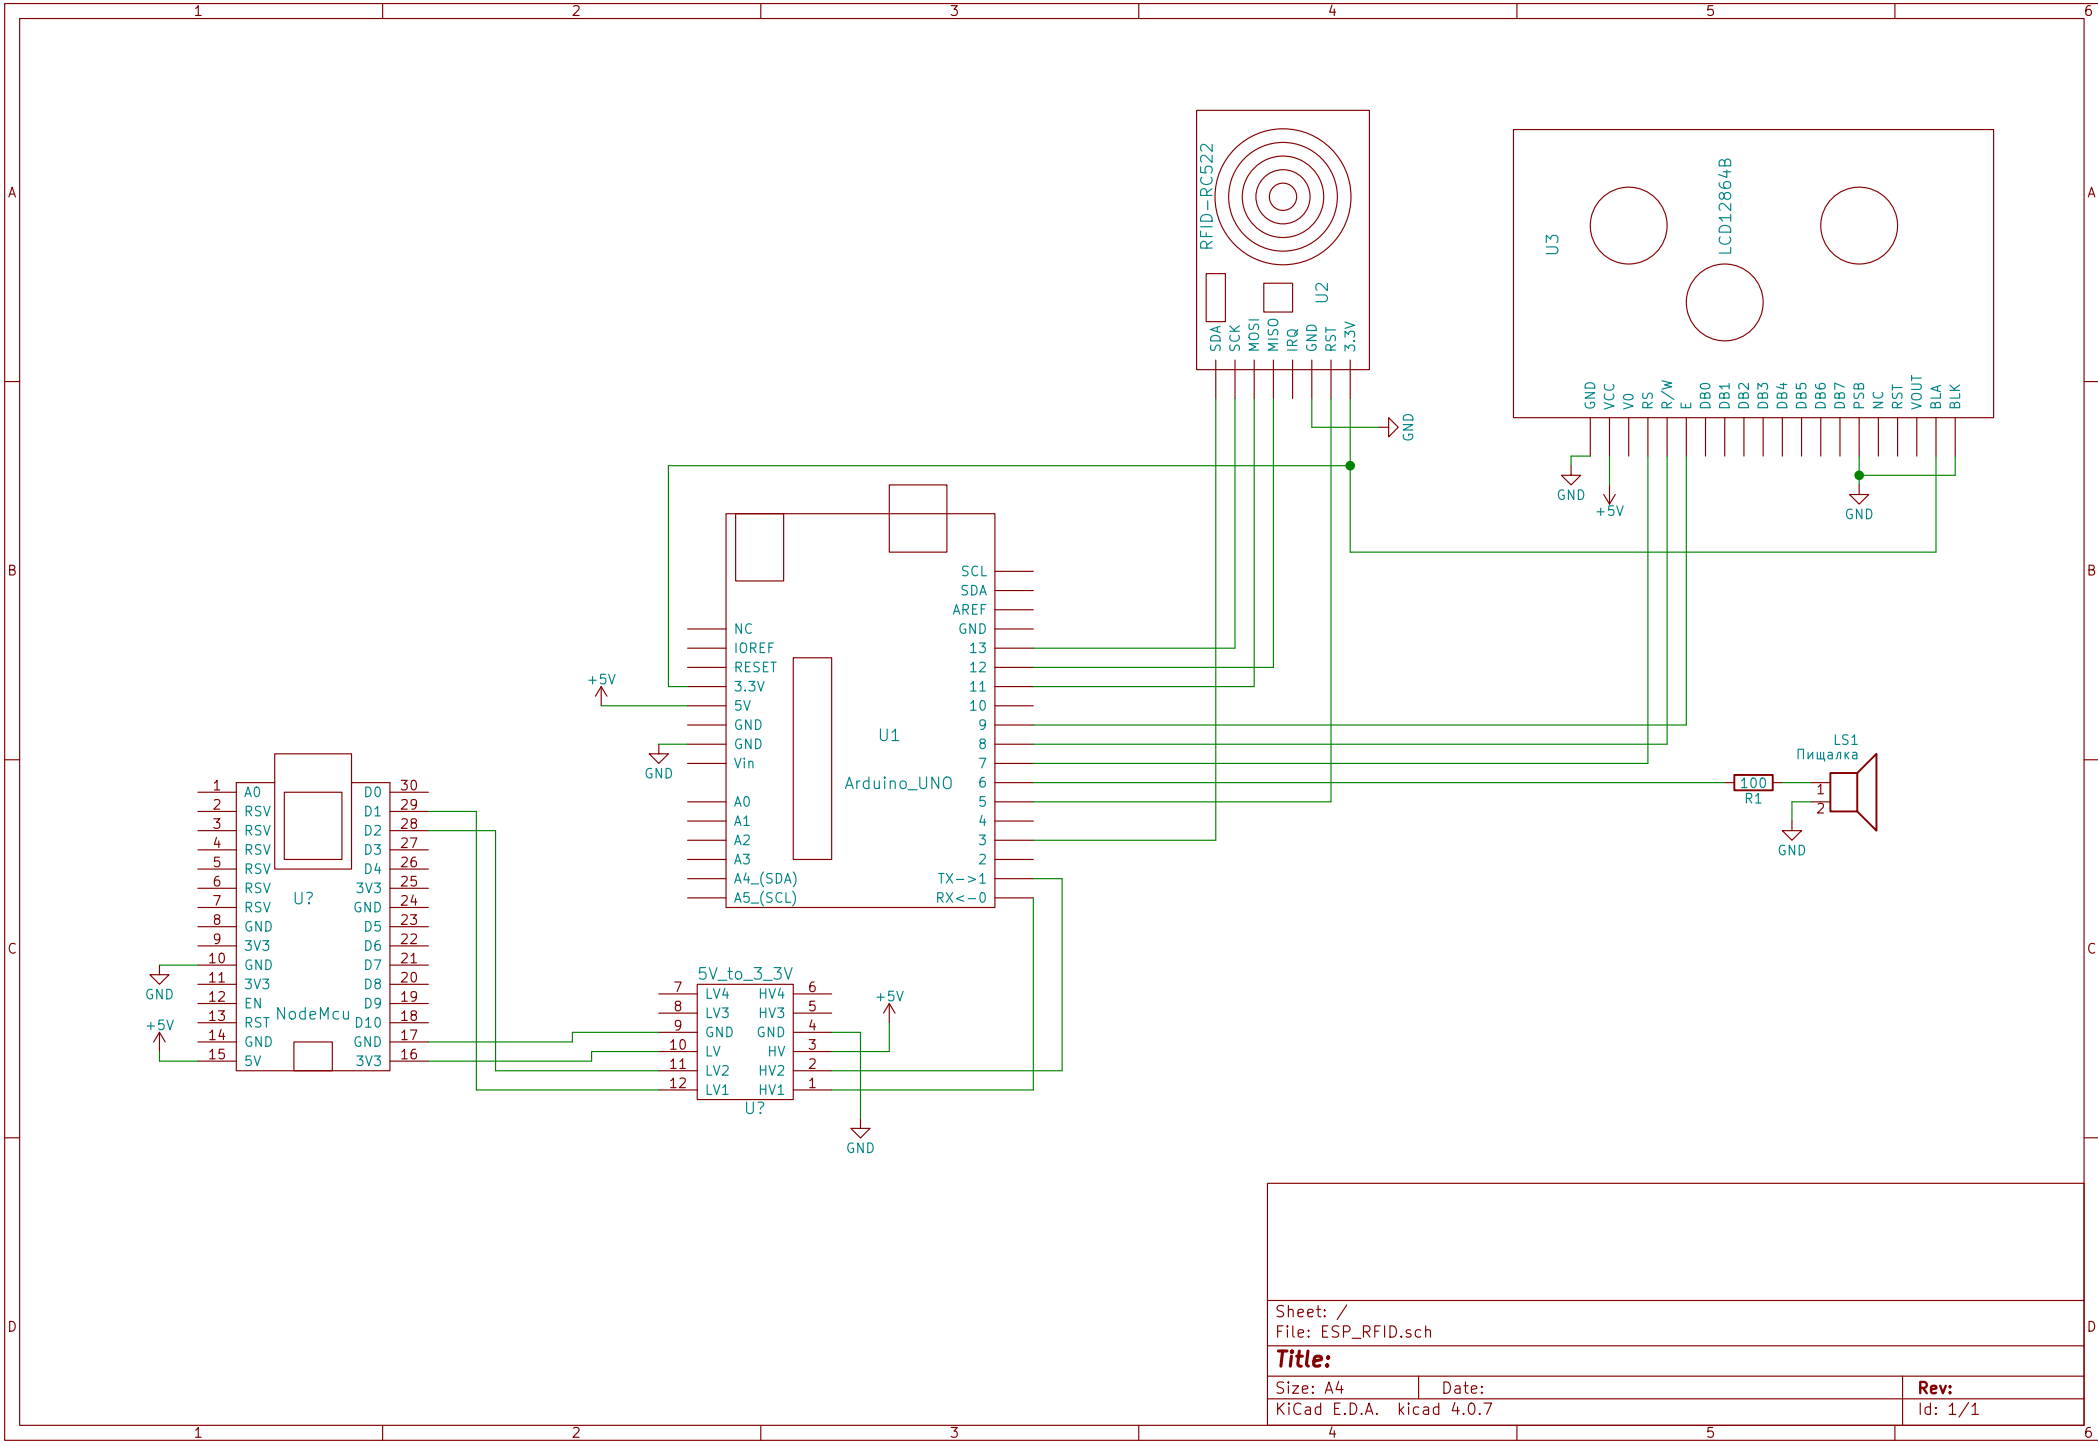 1 2 3 4 5 6
A
B
C
D
A
B
C
D
1 2 3 4 5 6
RFID-RC522
U2
SDA
SCK
MOSI
MISO
IRQ
GND
RST
3.3V
GND
U3
LCD12864B
GND
VCC
V0
RS
R/W
E
DB0
DB1
DB2
DB3
DB4
DB5
DB6
DB7
PSB
NC
RST
VOUT
BLA
BLK
GND
+5V
GND
SCL
SDA
AREF
GND
13
12
11
10
9
8
7
6
5
4
3
2
TX->1
RX<-0
NC
IOREF
RESET
3.3V
5V
GND
GND
Vin
A0
A1
A2
A3
A4_(SDA)
A5_(SCL)
U1
Arduino_UNO
+5V
GND
LS1
Пищалка
100
R1
1
2
GND
1 A0
2 RSV
3 RSV
4 RSV
5 RSV
6 RSV
7 RSV
8 GND
9 3V3
10 GND
11 3V3
12 EN
13 RST
14 GND
15 5V
D0 30
D1 29
D2 28
D3 27
D4 26
3V3 25
GND 24
D5 23
D6 22
D7 21
D8 20
D9 19
D10 18
GND 17
3V3 16
U?
NodeMcu
GND
+5V
5V_to_3_3V
7 LV4 HV4 6
8 LV3 HV3 5
9 GND GND 4
10 LV HV 3
11 LV2 HV2 2
12 LV1 HV1 1
U?
+5V
GND
Sheet: /
File: ESP_RFID.sch
Title:
Size: A4 Date: Rev:
KiCad E.D.A. kicad 4.0.7 Id: 1/1